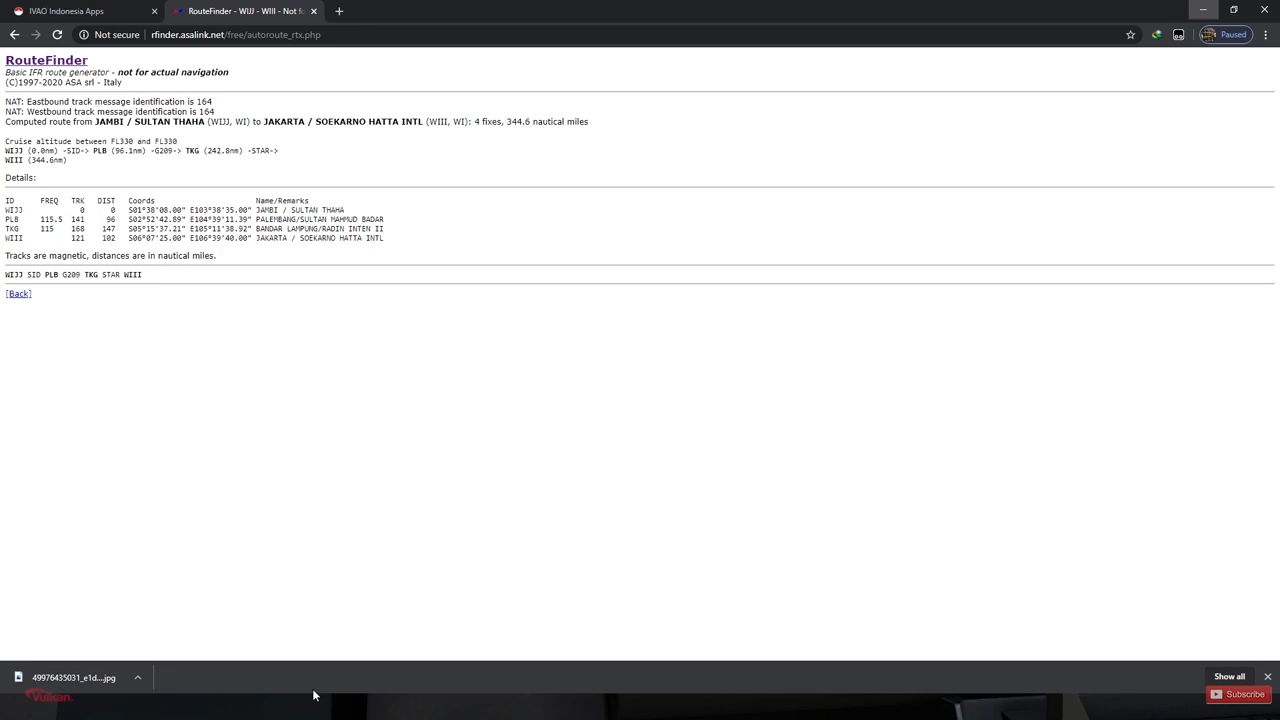 IVAO Indonesia Apps
RouteFinder - WIJJ - WIII - Not fo
Not secure rfinder.asalink.net/free/autoroute_rtx.php
Paused
RouteFinder
Basic IFR route generator - not for actual navigation
(C)1997-2020 ASA srl - Italy
NAT: Eastbound track message identification is 164
NAT: Westbound track message identification is 164
Computed route from JAMBI / SULTAN THAHA (WIJJ, WI) to JAKARTA / SOEKARNO HATTA INTL (WIII, WI): 4 fixes, 344.6 nautical miles
Cruise altitude between FL330 and FL330
WIJJ (0.0nm) -SID-> PLB (96.1nm) -G209-> TKG (242.8nm) -STAR->
WIII (344.6nm)
Details:
ID FREQ TRK DIST Coords Name/Remarks
WIJJ 0 0 S01°38'08.00" E103°38'35.00" JAMBI / SULTAN THAHA
PLB 115.5 141 96 S02°52'42.89" E104°39'11.39" PALEMBANG/SULTAN MAHMUD BADAR
TKG 115 168 147 S05°15'37.21" E105°11'38.92" BANDAR LAMPUNG/RADIN INTEN II
WIII 121 102 S06°07'25.00" E106°39'40.00" JAKARTA / SOEKARNO HATTA INTL
Tracks are magnetic, distances are in nautical miles.
WIJJ SID PLB G209 TKG STAR WIII
[Back]
49976435031_e1d....jpg
Show all
Vulkan.
Subscribe